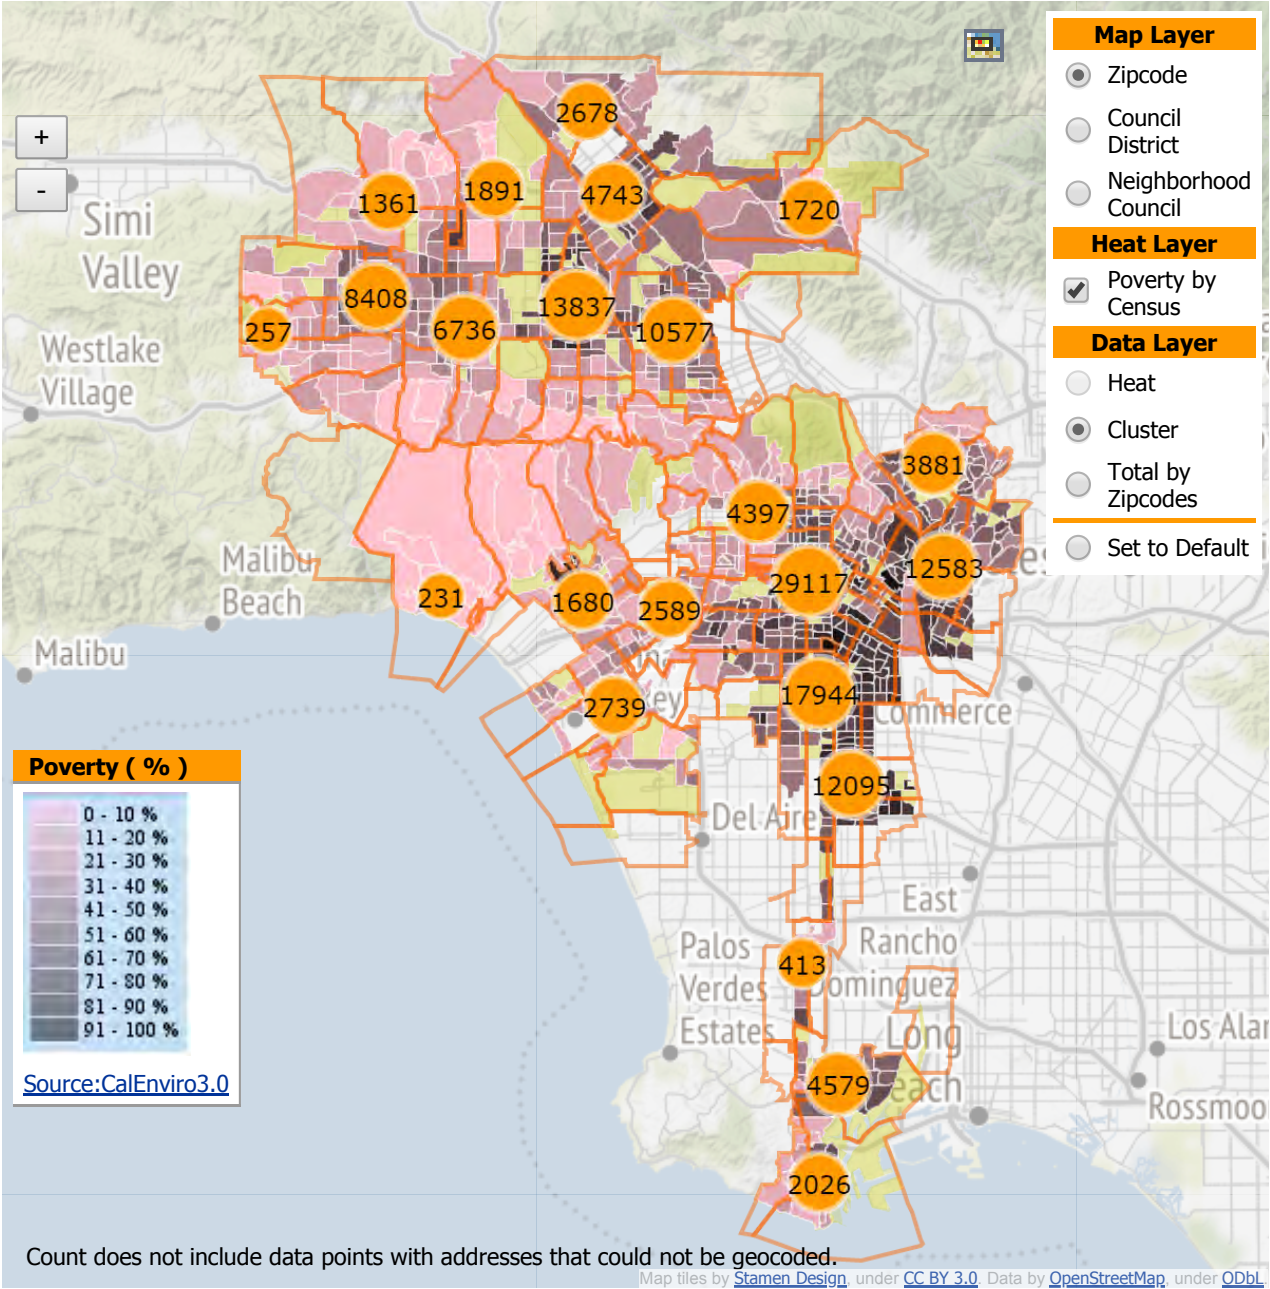 Map Layer
Zipcode
Council
District
Neighborhood
Council
Heat Layer
Poverty by
Census
Data Layer
Heat
Cluster
Total by
Zipcodes
Set to Default
+
-
2678
1361
1891
4743
1720
Simi
Valley
8408
13837
257
6736
10577
Westlake
Village
3881
4397
Malibu
Beach
231
1680
2589
29117
12583
Malibu
17944
2739
Commerce
Poverty ( % )
0 - 10 %
11 - 20 %
21 - 30 %
31 - 40 %
41 - 50 %
51 - 60 %
61 - 70 %
71 - 80 %
81 - 90 %
91 - 100 %
Source:CalEnviro3.0
12095
Del Aire
East
Rancho
Dominguez
Palos
Verdes
Estates
413
Long
Beach
Los Alar
4579
Rossmoo
2026
Count does not include data points with addresses that could not be geocoded.
Map tiles by Stamen Design, under CC BY 3.0. Data by OpenStreetMap, under ODbL.